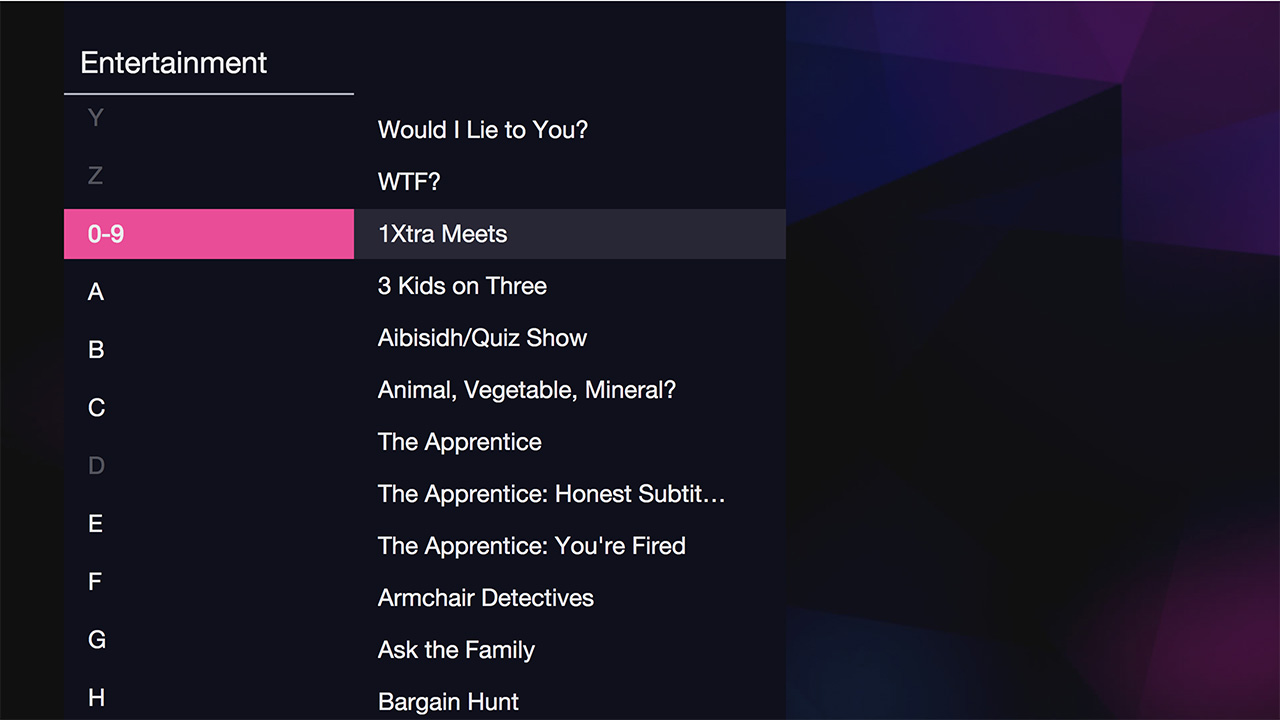 Entertainment
Y
Z
0-9
A
B
C
D
E
F
G
H
Would I Lie to You?
WTF?
1Xtra Meets
3 Kids on Three
Aibisidh/Quiz Show
Animal, Vegetable, Mineral?
The Apprentice
The Apprentice: Honest Subtit...
The Apprentice: You're Fired
Armchair Detectives
Ask the Family
Bargain Hunt